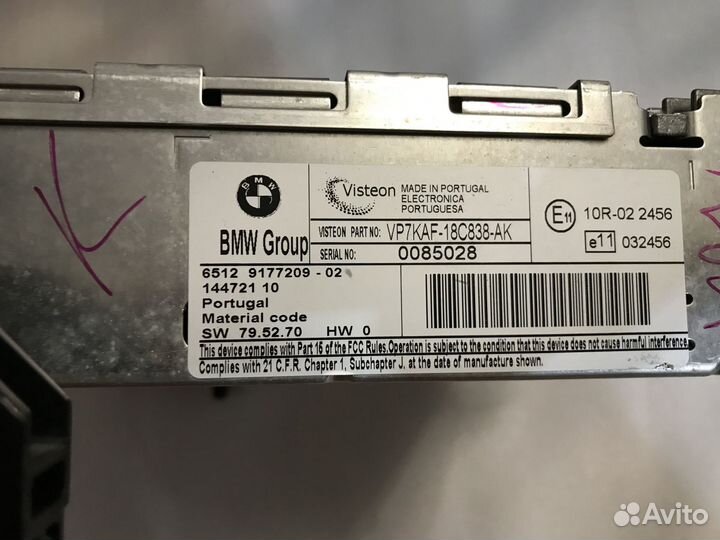 K
BMW
BMW Group
Visteon
MADE IN PORTUGAL
ELECTRONICA
PORTUGUESA
VISTEON PART NO: VP7KAF-18C838-AK
SERIAL NO: 0085028
E11 10R-02 2456
e11 032456
6512 9177209 - 02
144721 10
Portugal
Material code
SW 79.52.70 HW 0
This device complies with Part 15 of the FCC Rules.Operation is subject to the condition that this device does not cause harmful interference.
Complies with 21 C.F.R. Chapter 1, Subchapter J, at the date of manufacture shown.
Avito